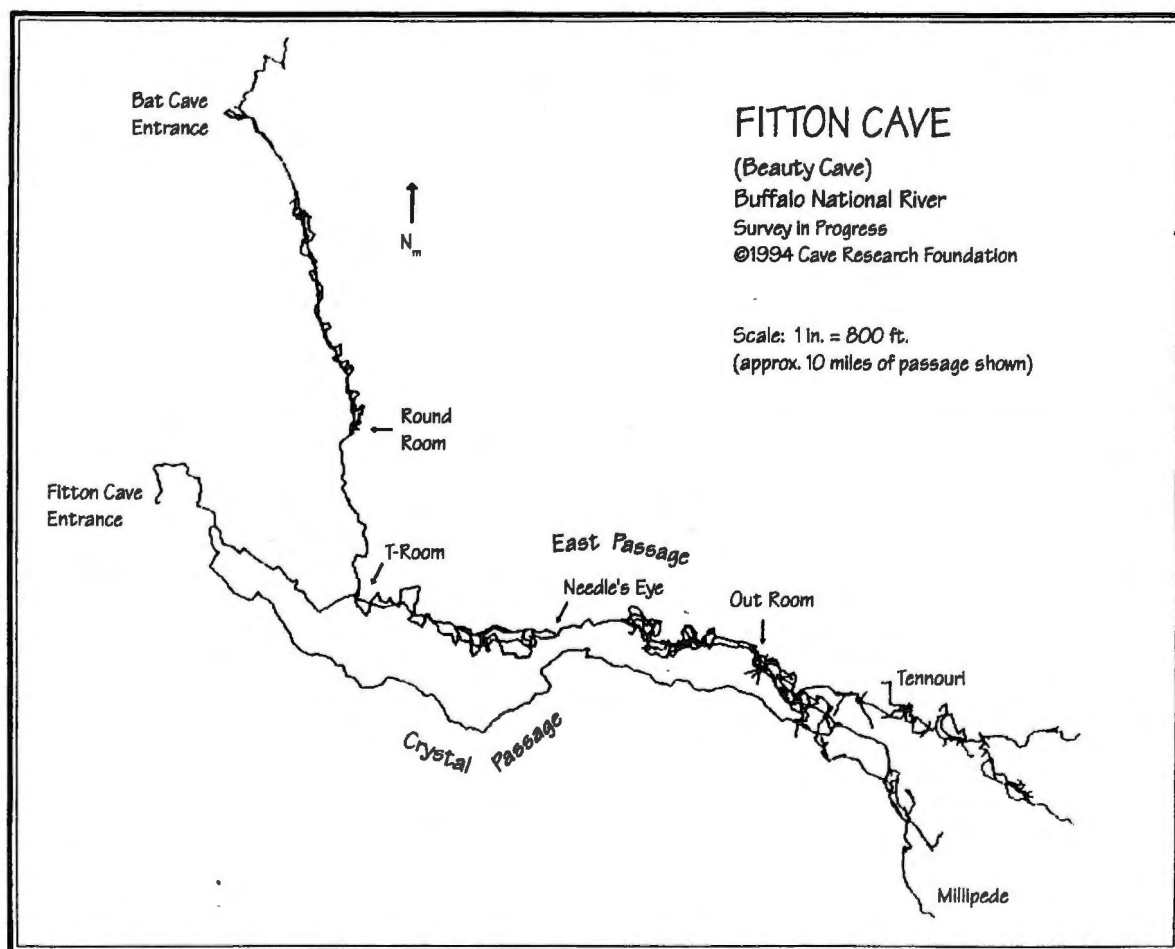 Bat Cave
Entrance
FITTON CAVE
(Beauty Cave)
Buffalo National River
Survey in Progress
©1994 Cave Research Foundation
Nm
Scale: 1 in. = 800 ft.
(approx. 10 miles of passage shown)
Round
Room
Fitton Cave
Entrance
T-Room
East Passage
Needle's Eye
Out Room
Tennouri
Crystal Passage
Millipede